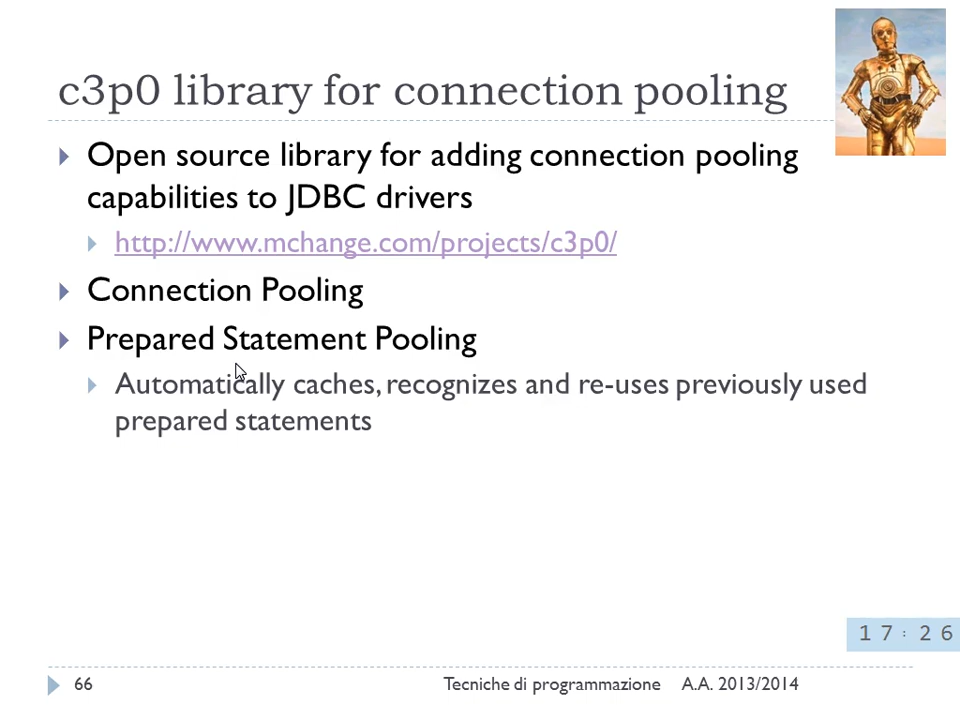 c3p0 library for connection pooling
Open source library for adding connection pooling
capabilities to JDBC drivers
http://www.mchange.com/projects/c3p0/
Connection Pooling
Prepared Statement Pooling
Automatically caches, recognizes and re-uses previously used
prepared statements
17:26
66 Tecniche di programmazione A.A. 2013/2014